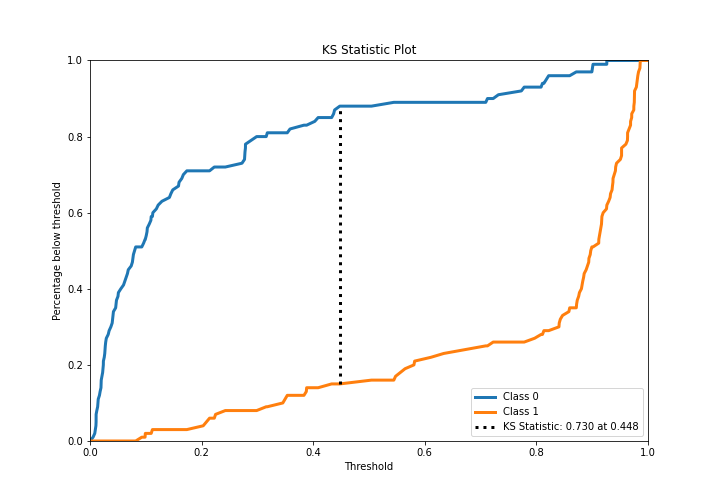 KS Statistic Plot
Percentage below threshold
1.0
0.8
0.6
0.4
0.2
0.0
0.0 0.2 0.4 0.6 0.8 1.0
Threshold
Class 0
Class 1
KS Statistic: 0.730 at 0.448